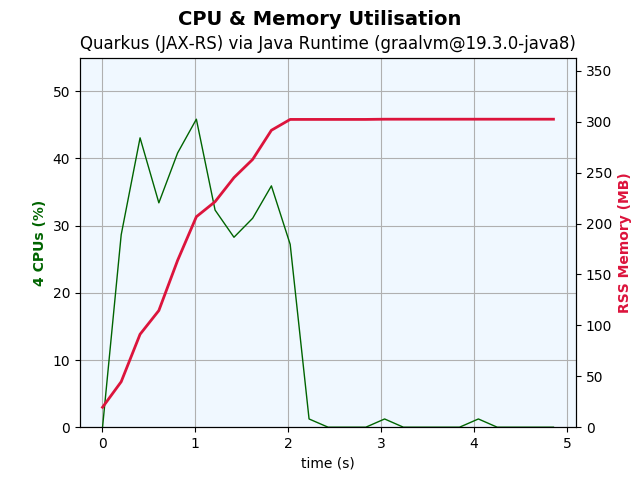 CPU & Memory Utilisation
Quarkus (JAX-RS) via Java Runtime (graalvm@19.3.0-java8)
4 CPUs (%)
50
40
30
20
10
0
350
300
250
200
150
100
50
0
RSS Memory (MB)
0 1 2 3 4 5
time (s)